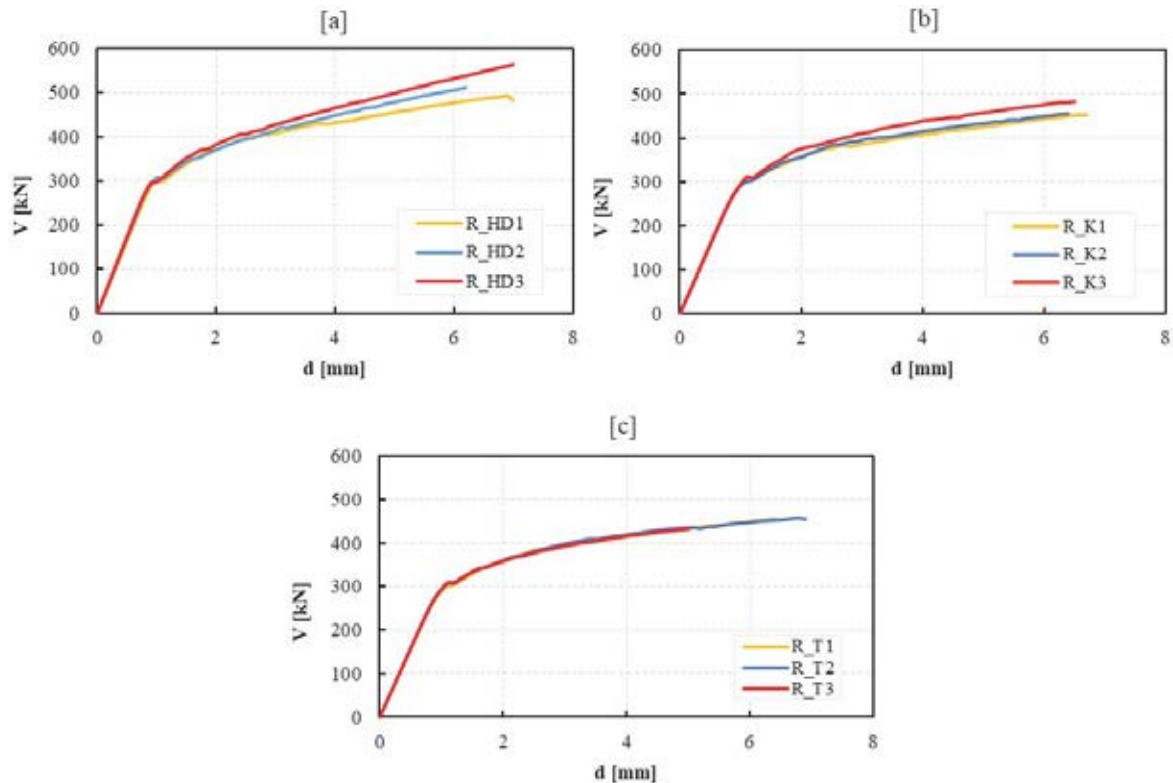 [a]
600
500
400
300
200
100
0
V [kN]
0 2 4 6 8
d [mm]
R_HD1
R_HD2
R_HD3
[b]
600
500
400
300
200
100
0
V [kN]
0 2 4 6 8
d [mm]
R_K1
R_K2
R_K3
[c]
600
500
400
300
200
100
0
V [kN]
0 2 4 6 8
d [mm]
R_T1
R_T2
R_T3